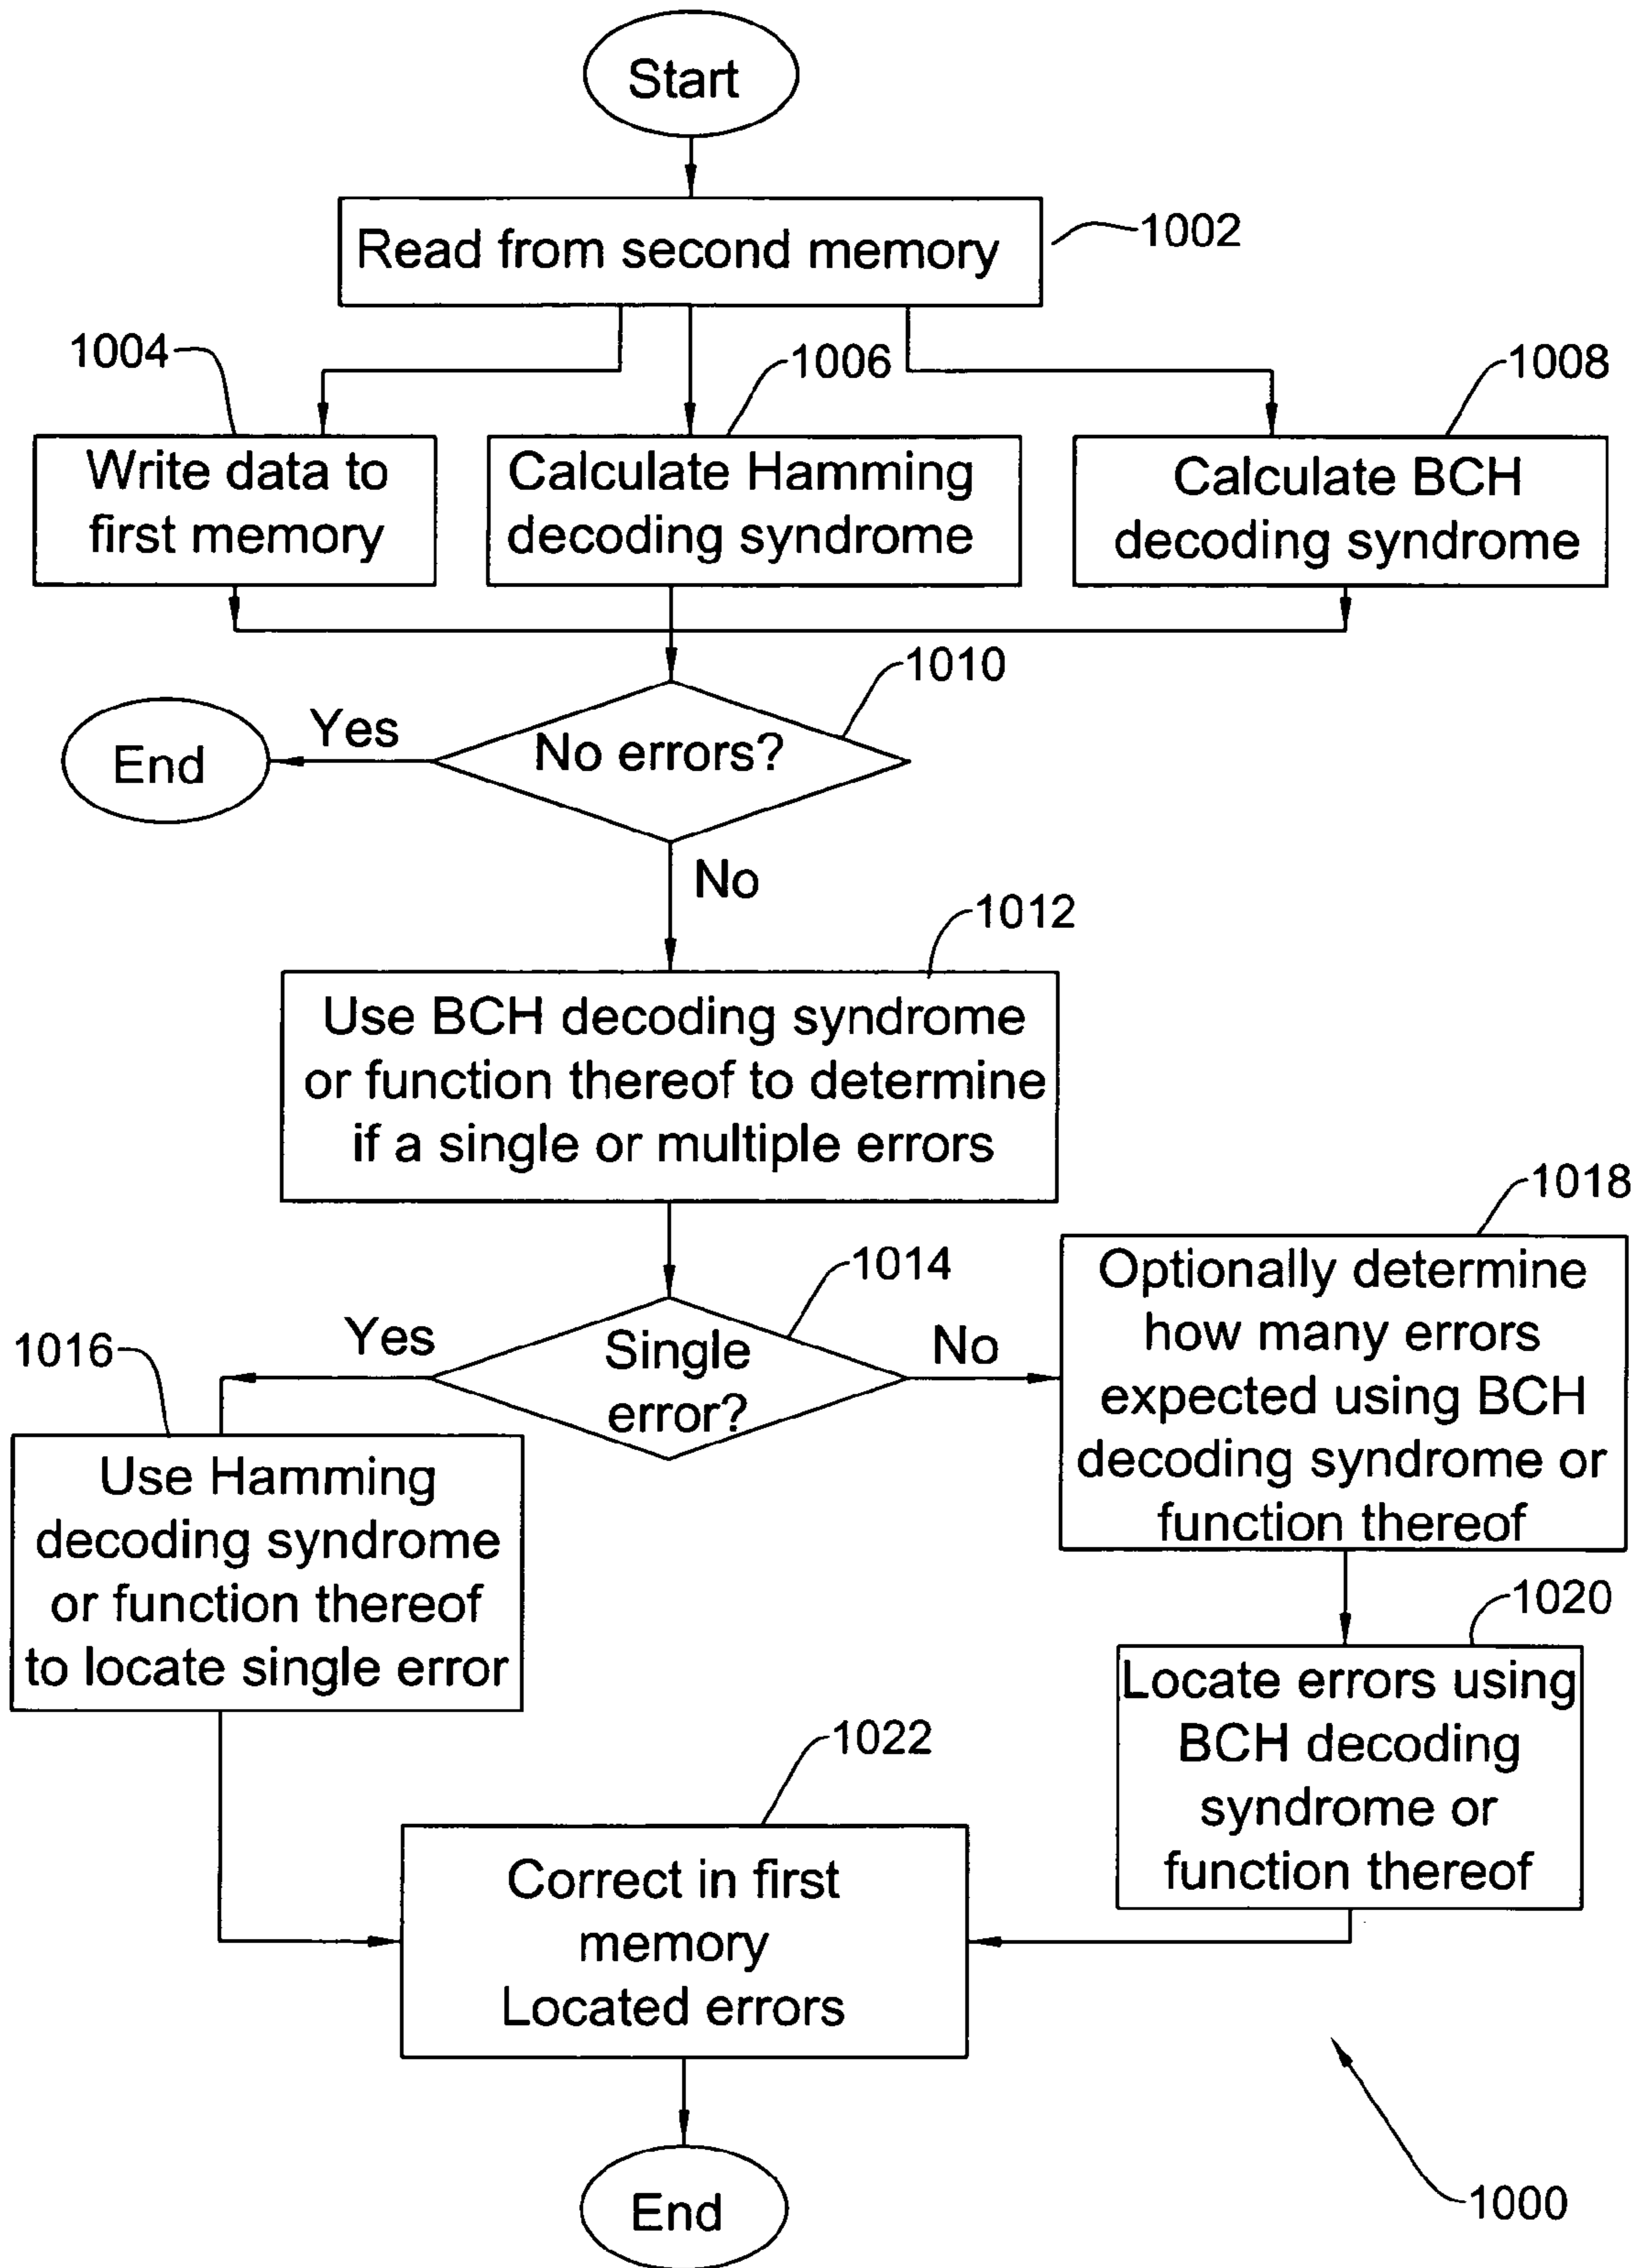 Start
Read from second memory
1002
1004
1006
1008
Write data to
first memory
Calculate Hamming
decoding syndrome
Calculate BCH
decoding syndrome
1010
No errors?
Yes
End
No
1012
Use BCH decoding syndrome
or function thereof to determine
if a single or multiple errors
1014
Single
error?
Yes
No
1016
Use Hamming
decoding syndrome
or function thereof
to locate single error
1018
Optionally determine
how many errors
expected using BCH
decoding syndrome or
function thereof
1020
Locate errors using
BCH decoding
syndrome or
function thereof
1022
Correct in first
memory
Located errors
End
1000